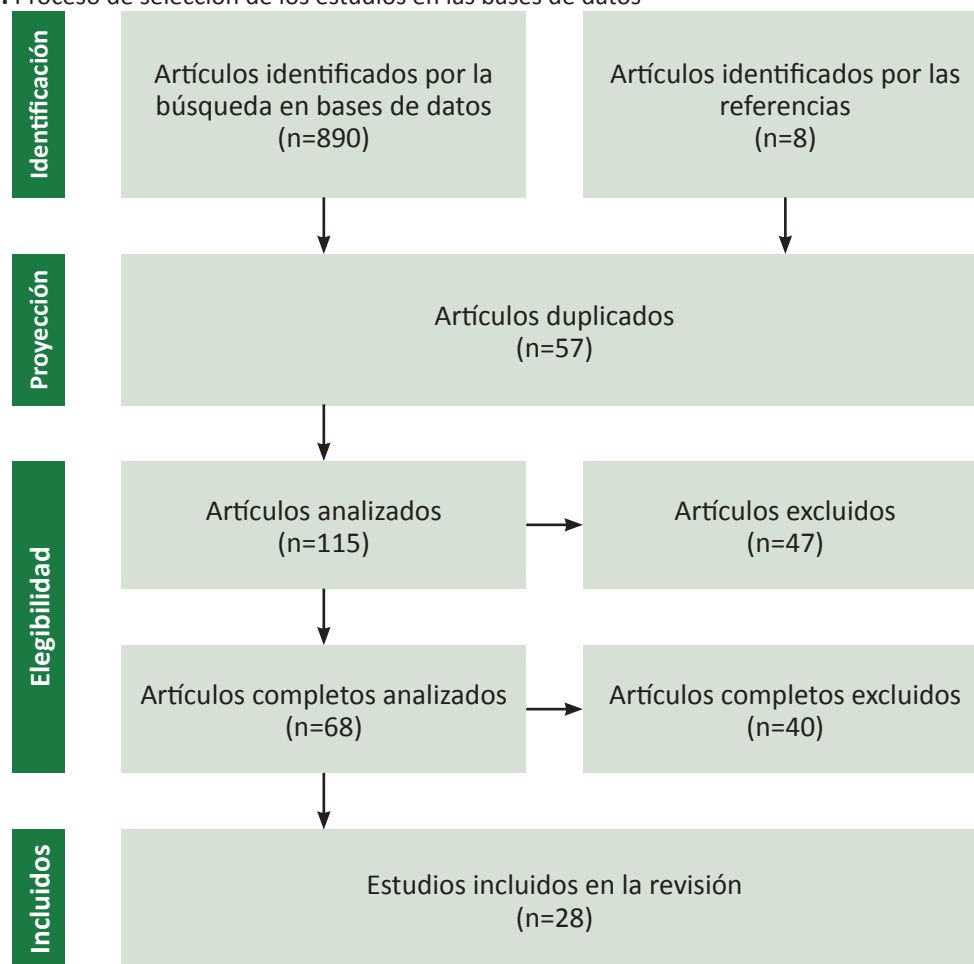 Proceso de selección de los estudios en las bases de datos
Identificación
Artículos identificados por la
búsqueda en bases de datos
(n=890)
Artículos identificados por las
referencias
(n=8)
Proyección
Artículos duplicados
(n=57)
Elegibilidad
Artículos analizados
(n=115)
Artículos excluidos
(n=47)
Artículos completos analizados
(n=68)
Artículos completos excluidos
(n=40)
Incluidos
Estudios incluidos en la revisión
(n=28)